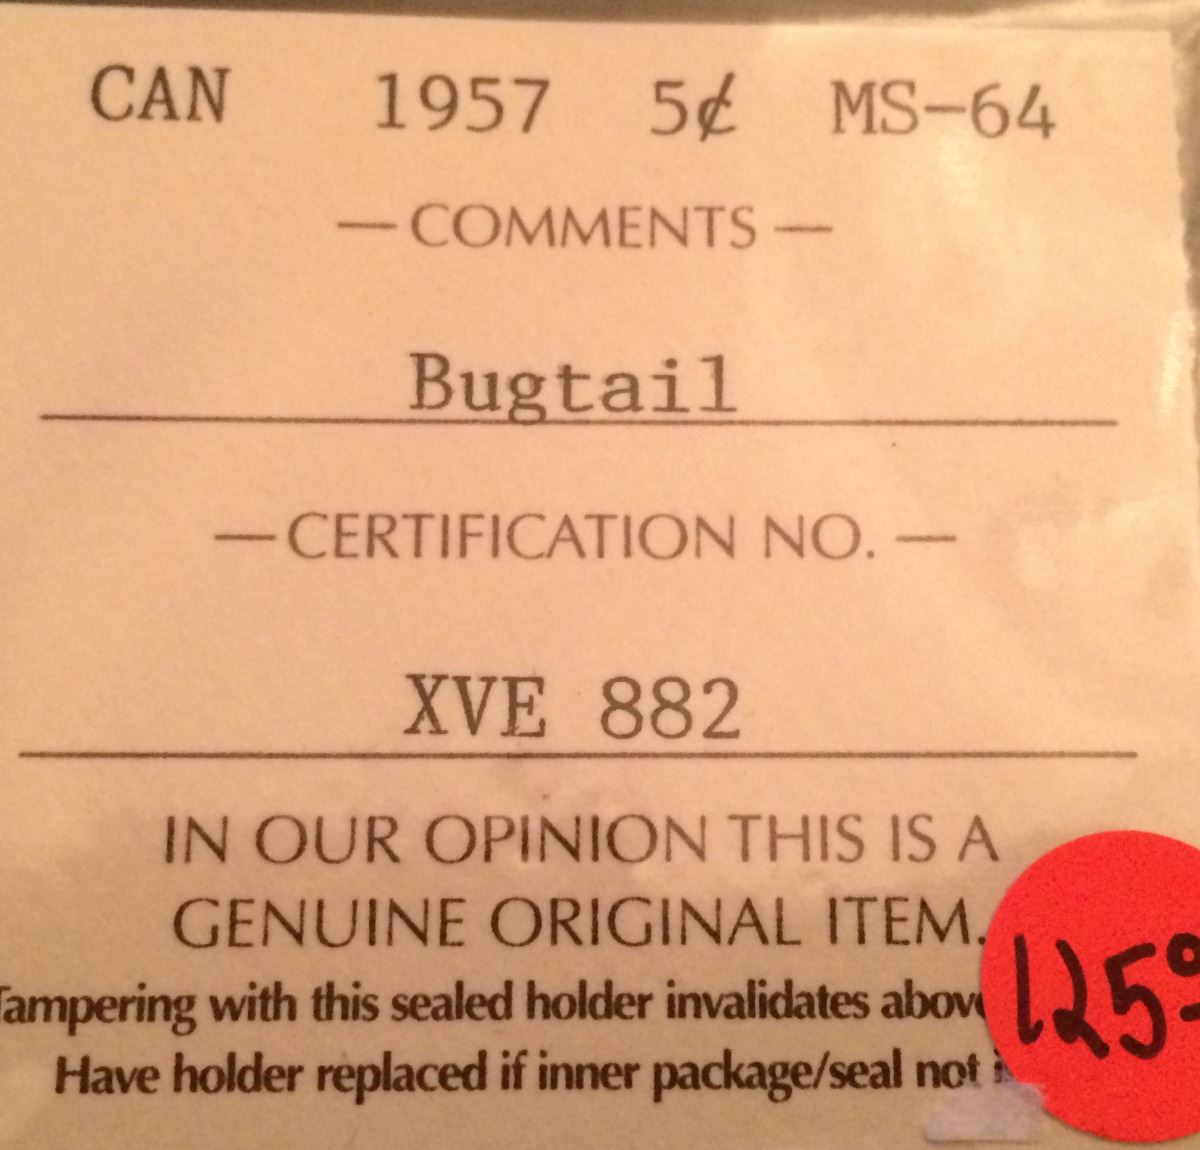 CAN 1957 5¢ MS-64
— COMMENTS —
Bugtail
— CERTIFICATION NO. —
XVE 882
IN OUR OPINION THIS IS A
GENUINE ORIGINAL ITEM.
Tampering with this sealed holder invalidates above
Have holder replaced if inner package/seal not
125